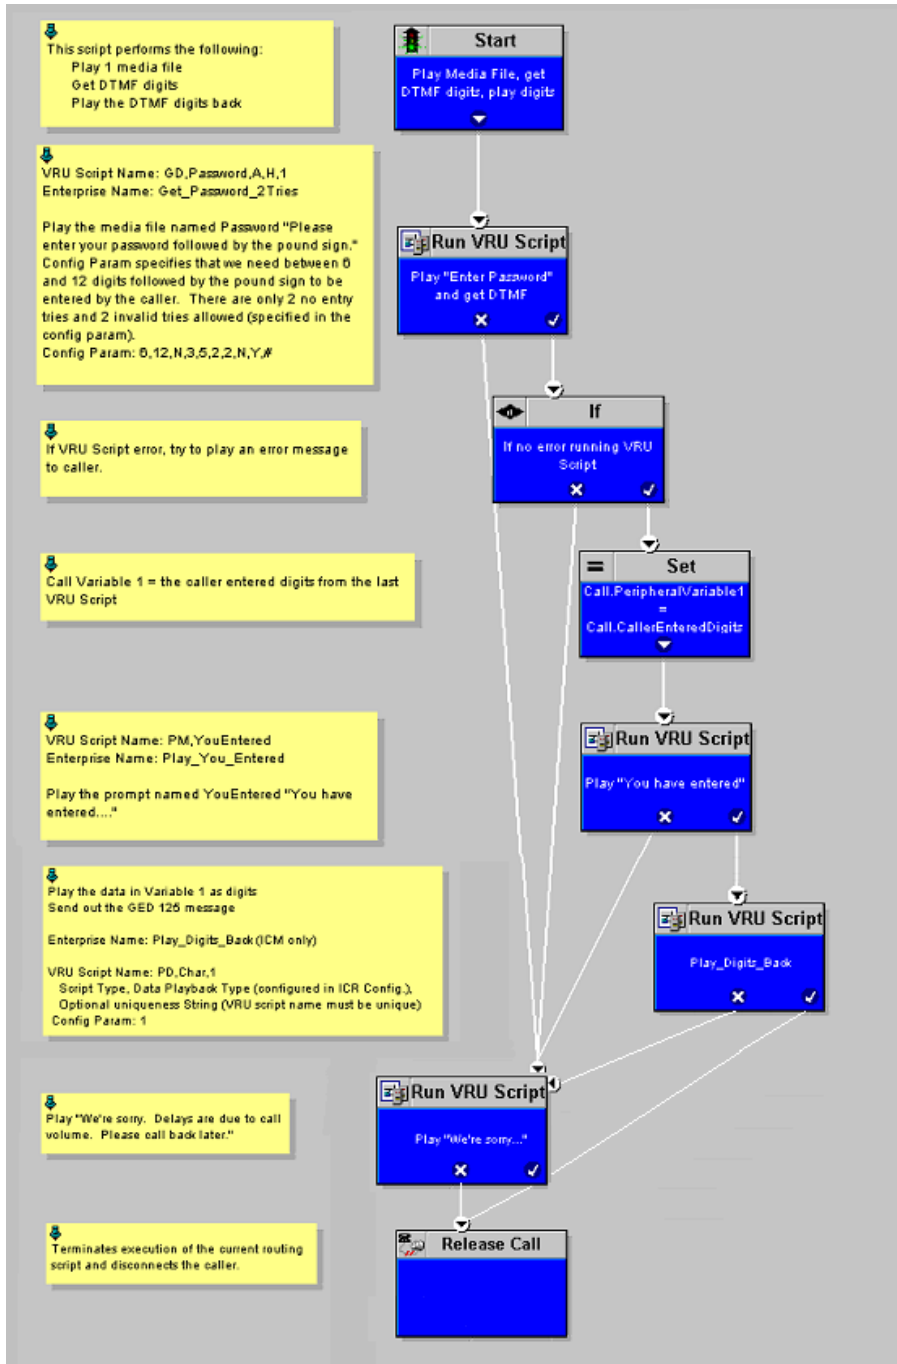 This script performs the following:
Play 1 media file
Get DTMF digits
Play the DTMF digits back
Start
Play Media File, get
DTMF digits, play digits
VRU Script Name: GD,Password,A,H,1
Enterprise Name: Get_Password_2Tries
Play the media file named Password "Please
enter your password followed by the pound sign."
Config Param specifies that we need between 6
and 12 digits followed by the pound sign to be
entered by the caller. There are only 2 no entry
tries and 2 invalid tries allowed (specified in the
config param).
Config Param: 6,12,N,3,5,2,2,N,Y,#
Run VRU Script
Play "Enter Password"
and get DTMF
If VRU Script error, try to play an error message
to caller.
If
If no error running VRU
Script
Call Variable 1 = the caller entered digits from the last
VRU Script
Set
Call.PeripheralVariable1
=
Call.CallerEnteredDigits
VRU Script Name: PM,YouEntered
Enterprise Name: Play_You_Entered
Play the prompt named YouEntered "You have
entered...."
Run VRU Script
Play "You have entered"
Play the data in Variable 1 as digits
Send out the GED 125 message
Enterprise Name: Play_Digits_Back (ICM only)
VRU Script Name: PD,Char,1
Script Type, Data Playback Type (configured in ICR Config.),
Optional uniqueness String (VRU script name must be unique)
Config Param: 1
Run VRU Script
Play_Digits_Back
Play "We're sorry. Delays are due to call
volume. Please call back later."
Run VRU Script
Play "We're sorry..."
Terminates execution of the current routing
script and disconnects the caller.
Release Call